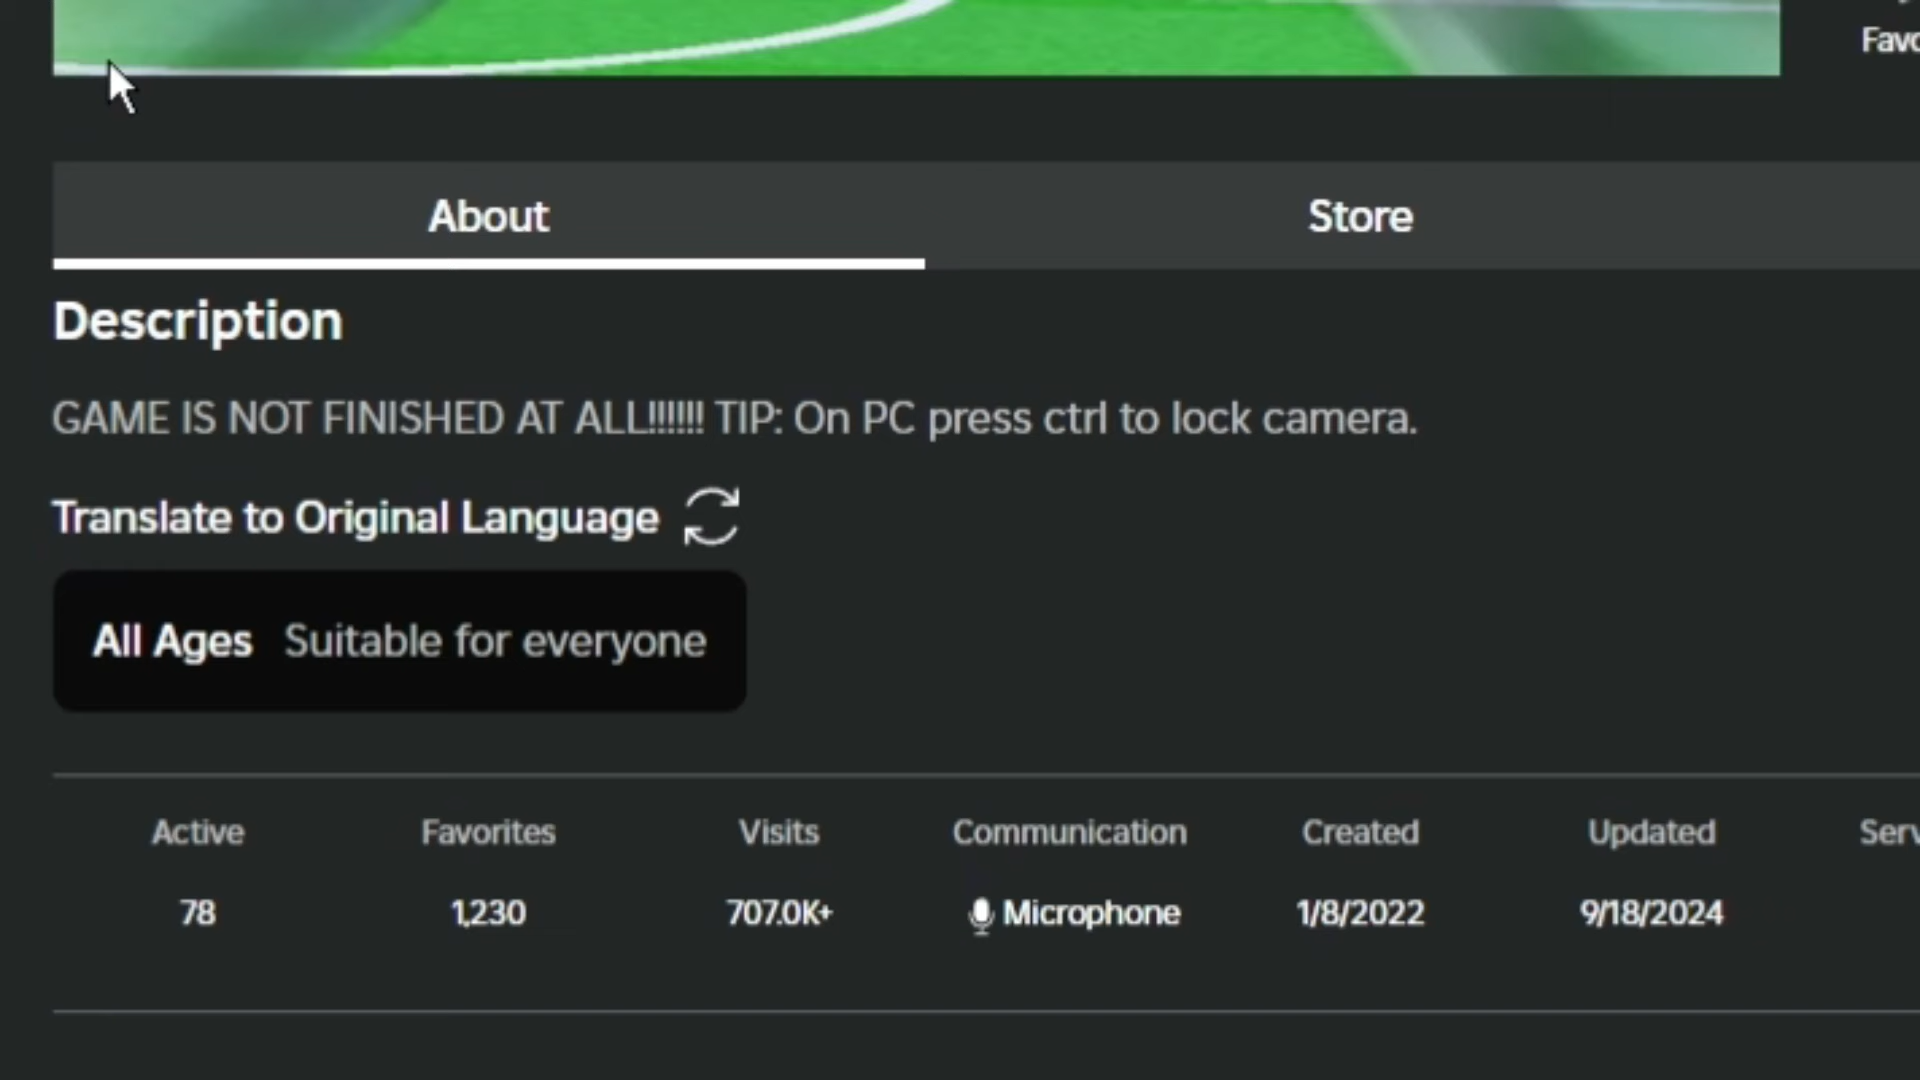 Favo
About Store
Description
GAME IS NOT FINISHED AT ALL!!!!!! TIP: On PC press ctrl to lock camera.
Translate to Original Language
All Ages Suitable for everyone
Active Favorites Visits Communication Created Updated Serv
78 1,230 707.0K+ Microphone 1/8/2022 9/18/2024